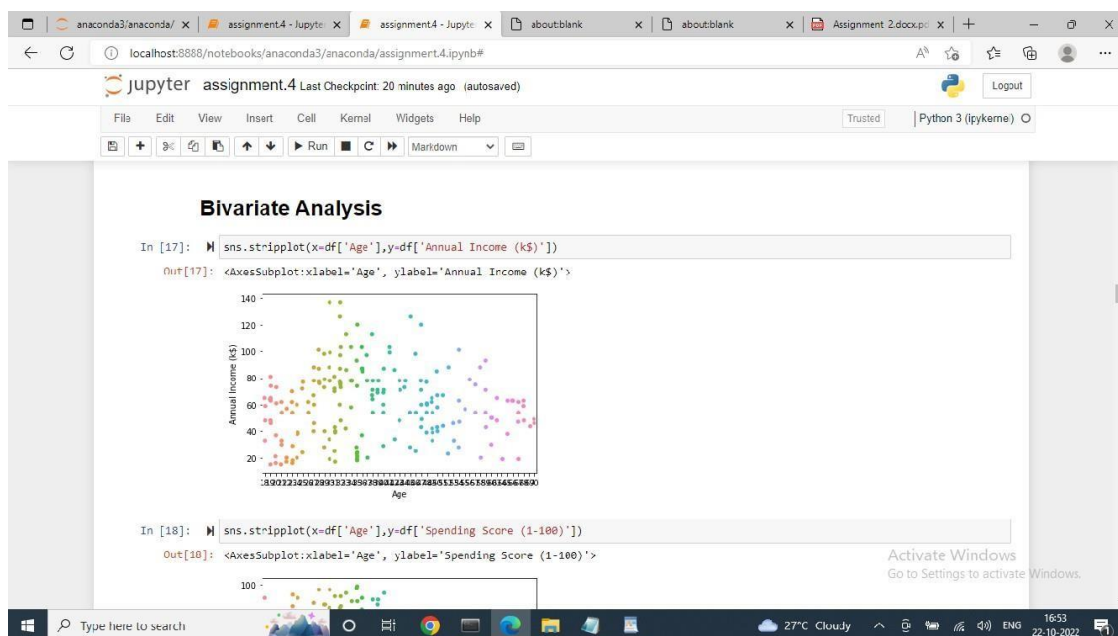 anaconda3/anaconda/
assignment.4 - Jupyte
assignment.4 - Jupyte
about:blank
about:blank
Assignment 2.docx.pd
localhost:8888/notebooks/anaconda3/anaconda/assignment.4.ipynb#
jupyter assignment.4 Last Checkpoint: 20 minutes ago (autosaved)
Logout
File Edit View Insert Cell Kernel Widgets Help
Trusted
Python 3 (ipykernel)
Run
Markdown
Bivariate Analysis
In [17]: sns.stripplot(x=df['Age'],y=df['Annual Income (k$)'])
Out[17]: <AxesSubplot:xlabel='Age', ylabel='Annual Income (k$)'>
140
120
100
80
60
40
20
Annual Income (k$)
Age
In [18]: sns.stripplot(x=df['Age'],y=df['Spending Score (1-100)'])
Out[18]: <AxesSubplot:xlabel='Age', ylabel='Spending Score (1-100)'>
100
Activate Windows
Go to Settings to activate Windows.
Type here to search
27°C Cloudy
ENG
16:53
22-10-2022